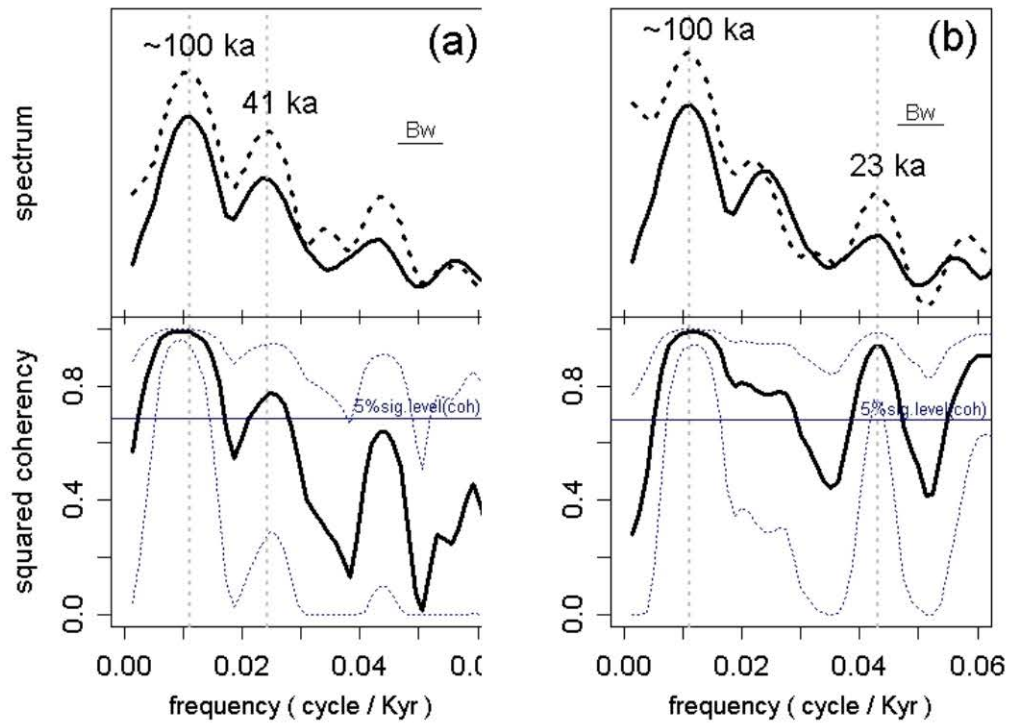 (a)
~100 ka
41 ka
Bw
spectrum
(b)
~100 ka
Bw
23 ka
5%sig.level(coh)
squared coherency
0.0 0.4 0.8
0.00 0.02 0.04 0.0
frequency ( cycle / Kyr )
5%sig.level(coh)
0.0 0.4 0.8
0.00 0.02 0.04 0.06
frequency ( cycle / Kyr )